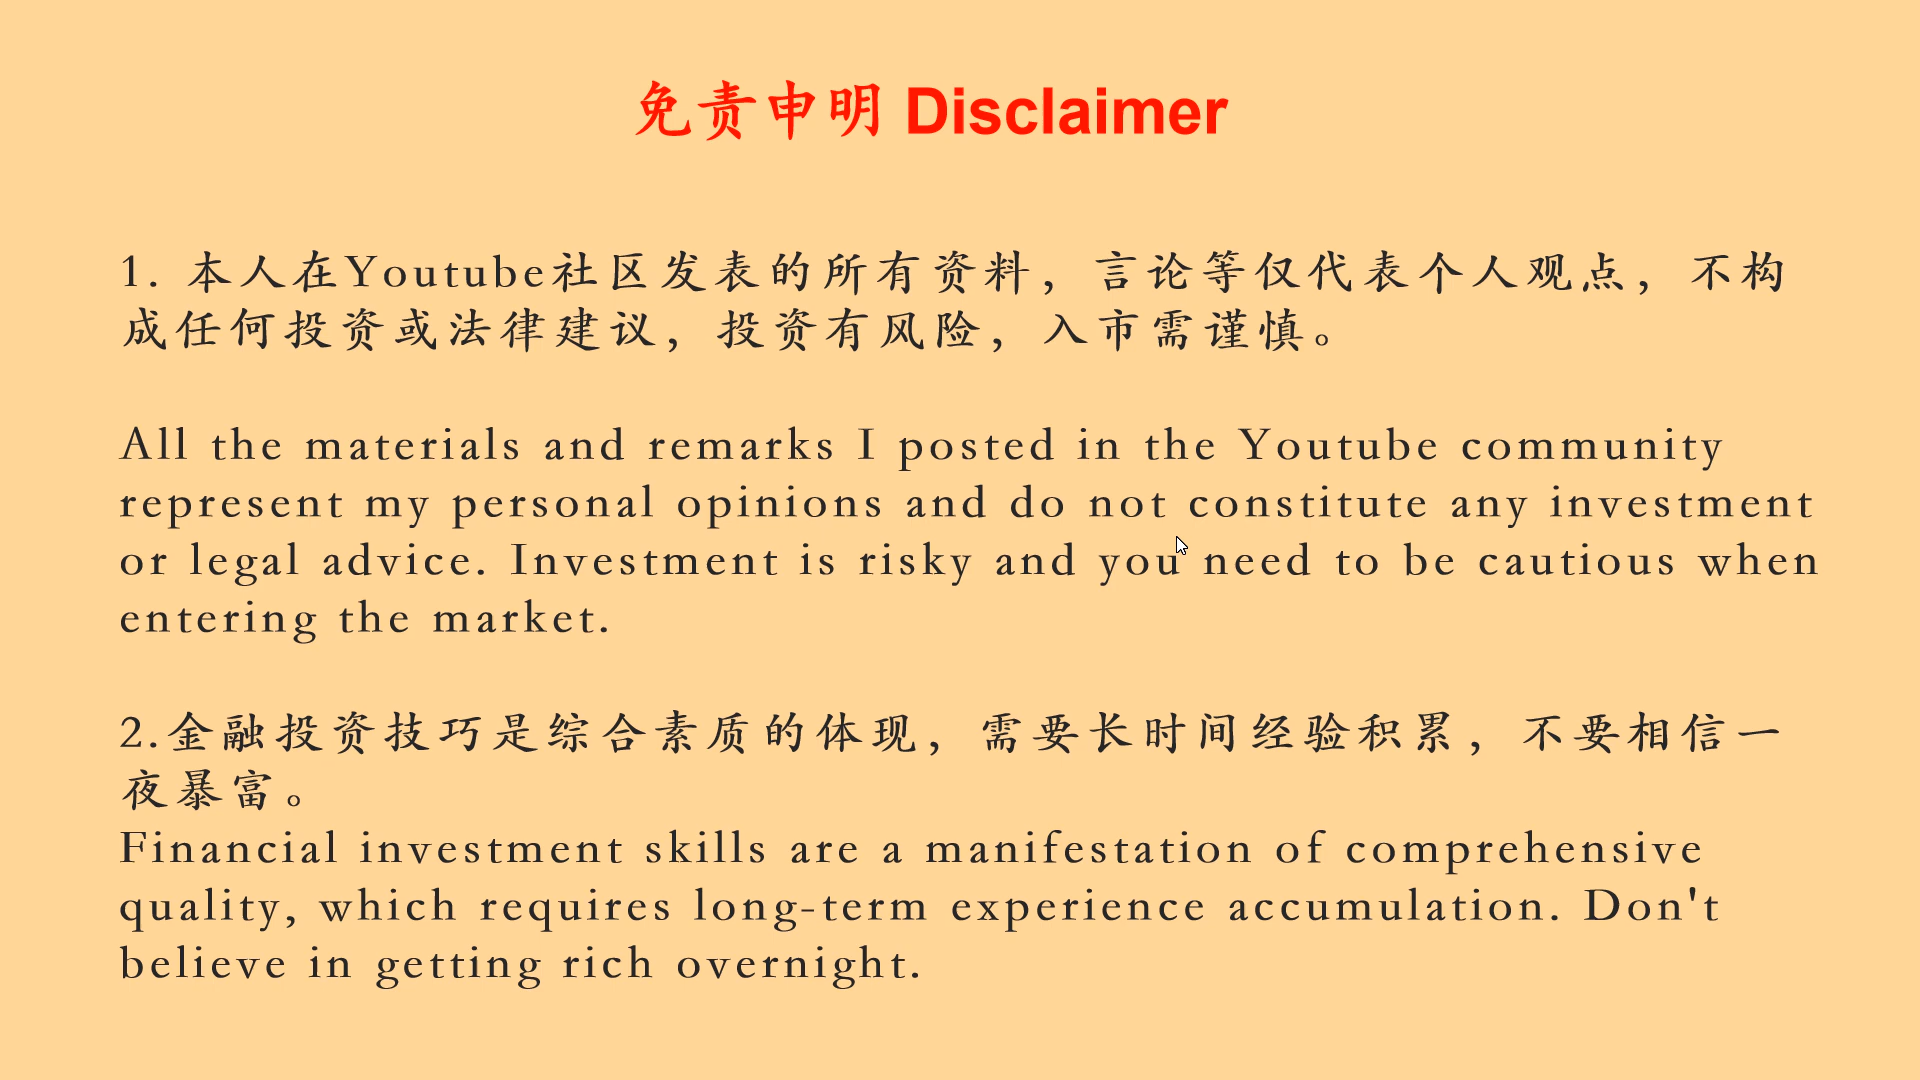 免责申明 Disclaimer
1. 本人在Youtube社区发表的所有资料，言论等仅代表个人观点，不构
成任何投资或法律建议，投资有风险，入市需谨慎。
All the materials and remarks I posted in the Youtube community
represent my personal opinions and do not constitute any investment
or legal advice. Investment is risky and you need to be cautious when
entering the market.
2.金融投资技巧是综合素质的体现，需要长时间经验积累，不要相信一
夜暴富。
Financial investment skills are a manifestation of comprehensive
quality, which requires long-term experience accumulation. Don't
believe in getting rich overnight.